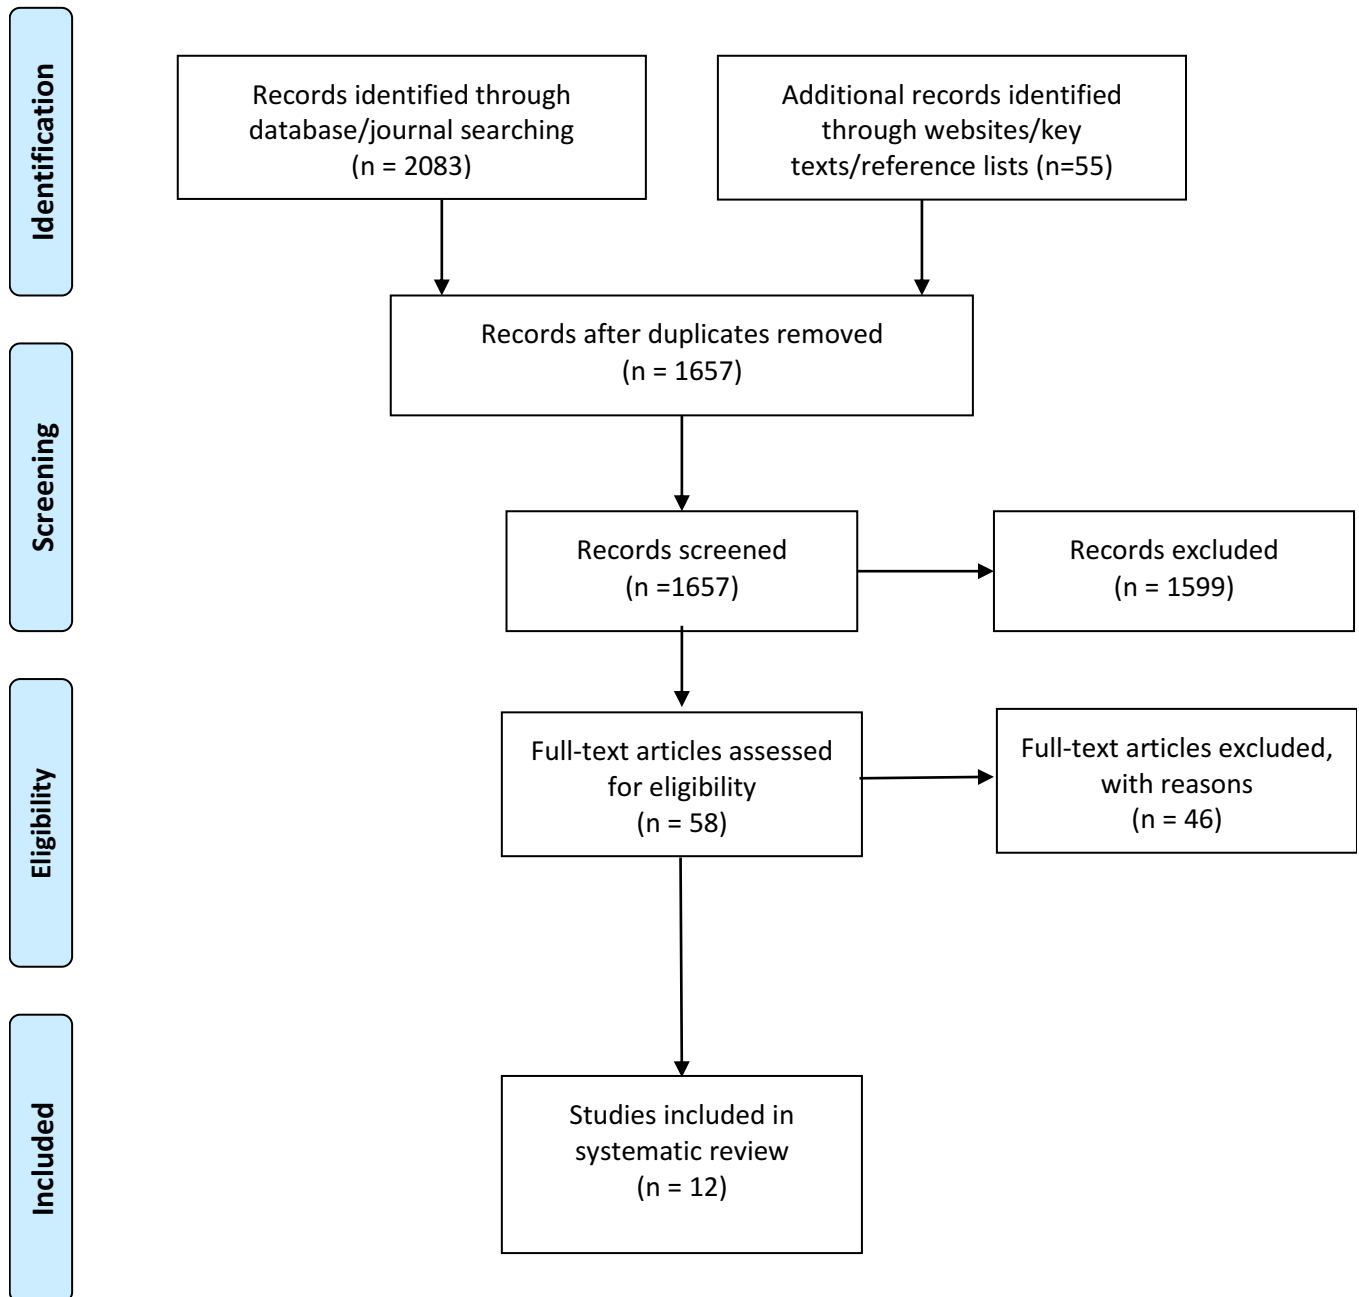 Identification
Records identified through
database/journal searching
(n = 2083)
Additional records identified
through websites/key
texts/reference lists (n=55)
Records after duplicates removed
(n = 1657)
Screening
Records screened
(n =1657)
Records excluded
(n = 1599)
Eligibility
Full-text articles assessed
for eligibility
(n = 58)
Full-text articles excluded,
with reasons
(n = 46)
Included
Studies included in
systematic review
(n = 12)